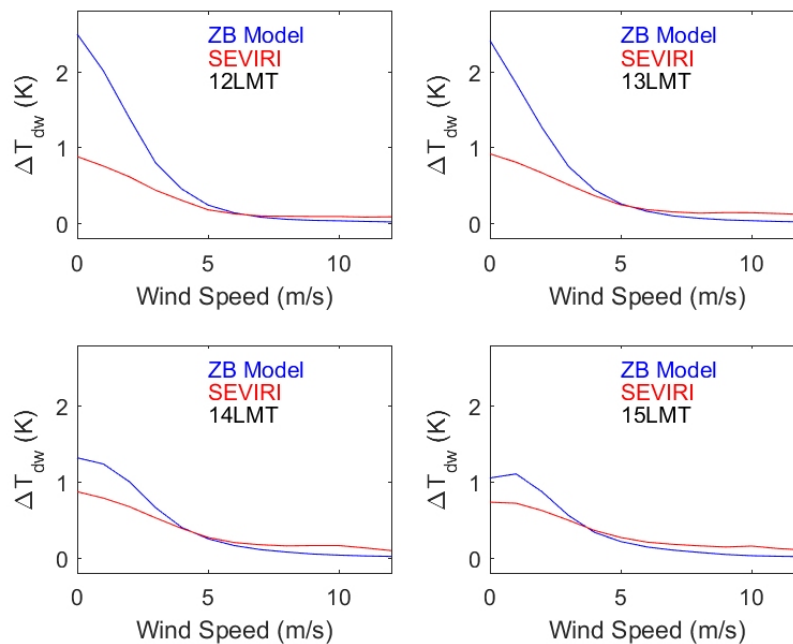 ZB Model
SEVIRI
12LMT
2
1
0
ΔT_dw (K)
0 5 10
Wind Speed (m/s)
ZB Model
SEVIRI
13LMT
2
1
0
ΔT_dw (K)
0 5 10
Wind Speed (m/s)
ZB Model
SEVIRI
14LMT
2
1
0
ΔT_dw (K)
0 5 10
Wind Speed (m/s)
ZB Model
SEVIRI
15LMT
2
1
0
ΔT_dw (K)
0 5 10
Wind Speed (m/s)